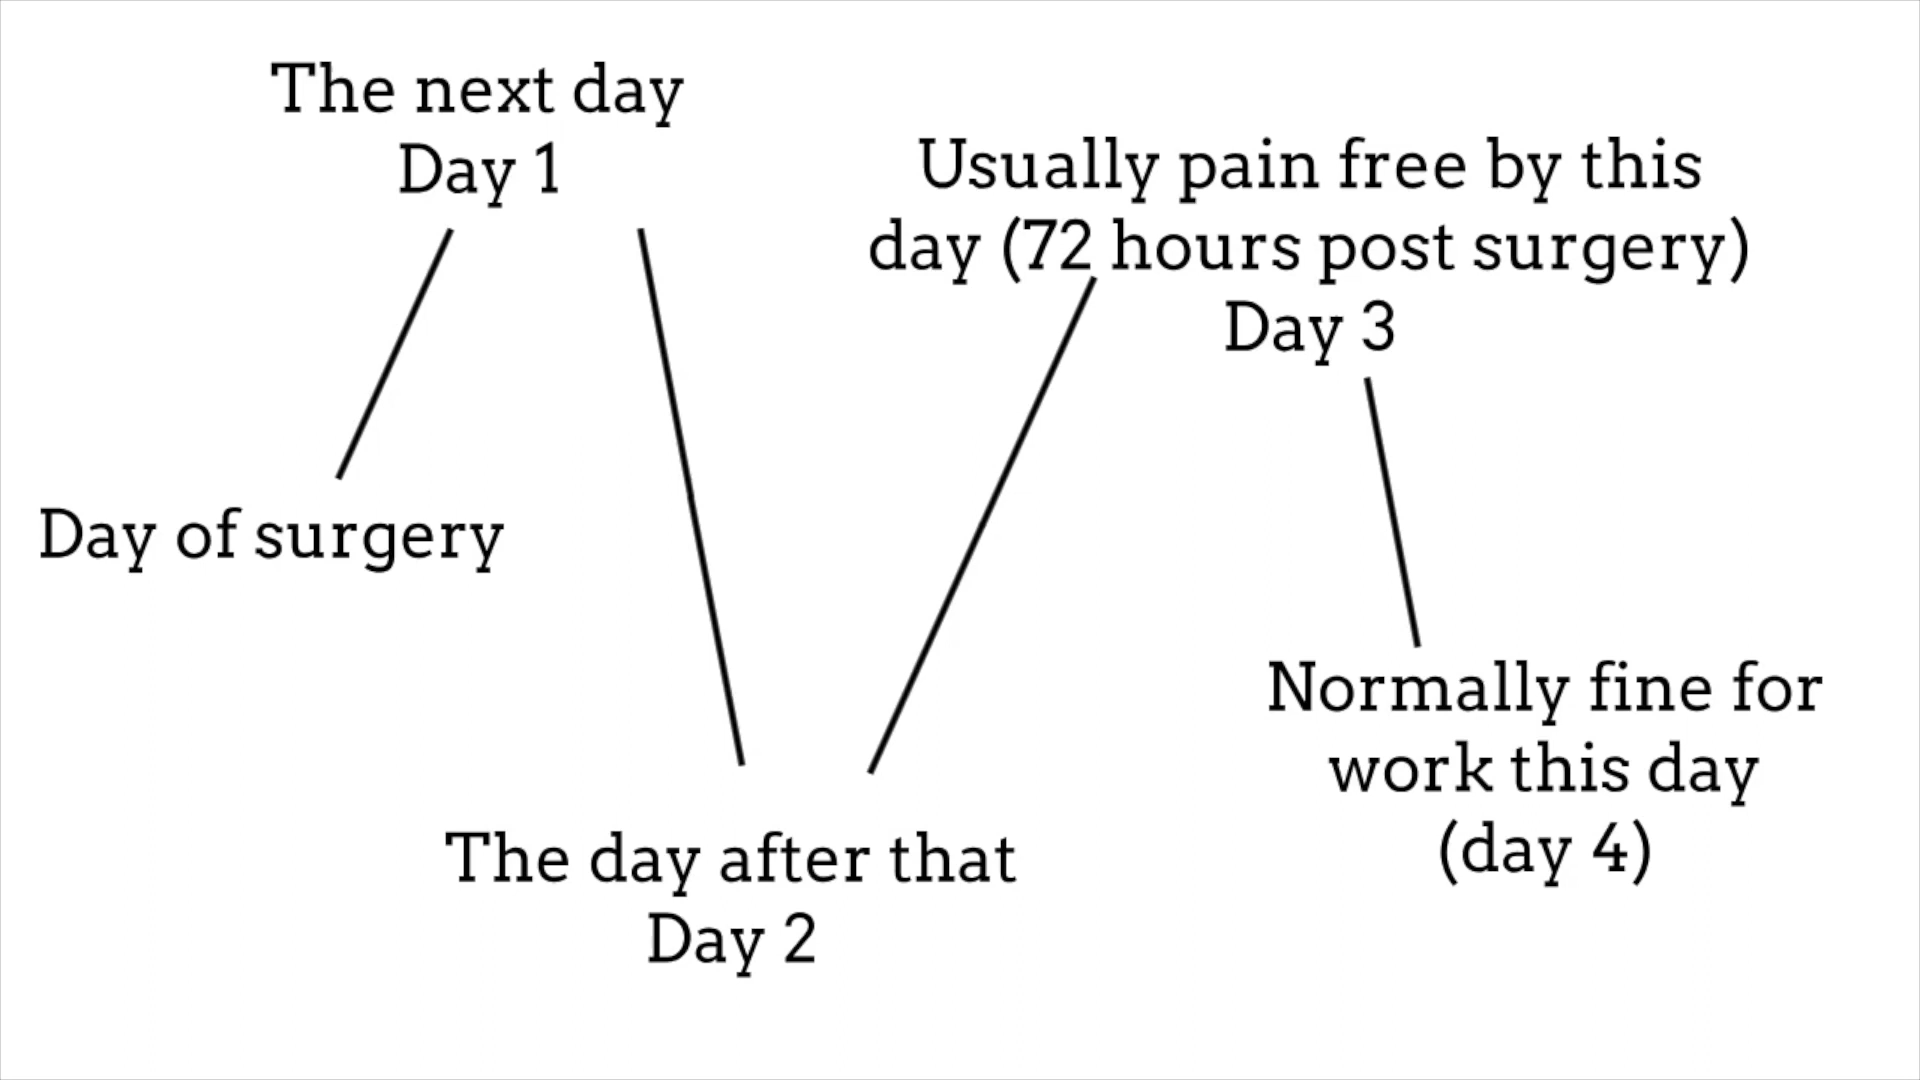 Day of surgery
The next day
Day 1
The day after that
Day 2
Usually pain free by this
day (72 hours post surgery)
Day 3
Normally fine for
work this day
(day 4)